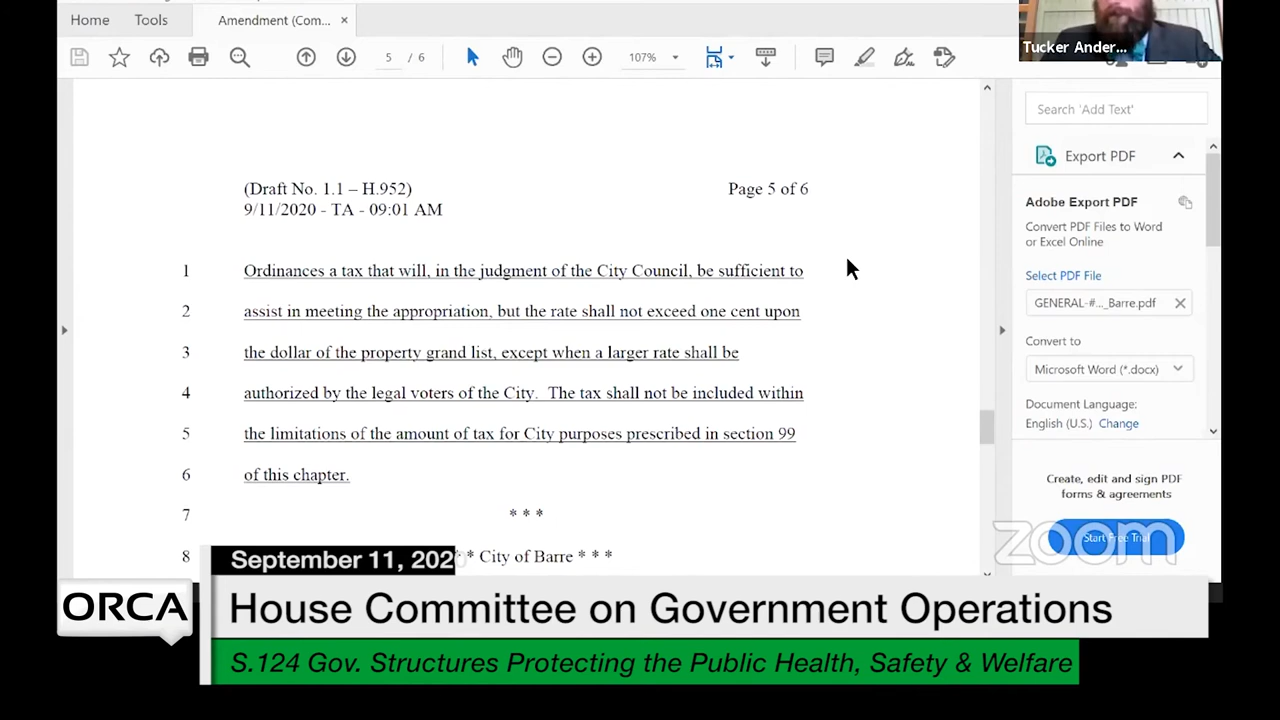 Home
Tools
Amendment (Com...
Tucker Ander...
5 / 6
107%
Search 'Add Text'
Export PDF
Adobe Export PDF
Convert PDF Files to Word
or Excel Online
Select PDF File
GENERAL-#..._Barre.pdf
Convert to
Microsoft Word (*.docx)
Document Language:
English (U.S.) Change
Create, edit and sign PDF
forms & agreements
Start Free Trial
zoom
(Draft No. 1.1 – H.952)
Page 5 of 6
9/11/2020 - TA - 09:01 AM
1 Ordinances a tax that will, in the judgment of the City Council, be sufficient to
2 assist in meeting the appropriation, but the rate shall not exceed one cent upon
3 the dollar of the property grand list, except when a larger rate shall be
4 authorized by the legal voters of the City. The tax shall not be included within
5 the limitations of the amount of tax for City purposes prescribed in section 99
6 of this chapter.
7 * * *
8 * * City of Barre * * *
September 11, 2020
ORCA
House Committee on Government Operations
S.124 Gov. Structures Protecting the Public Health, Safety & Welfare